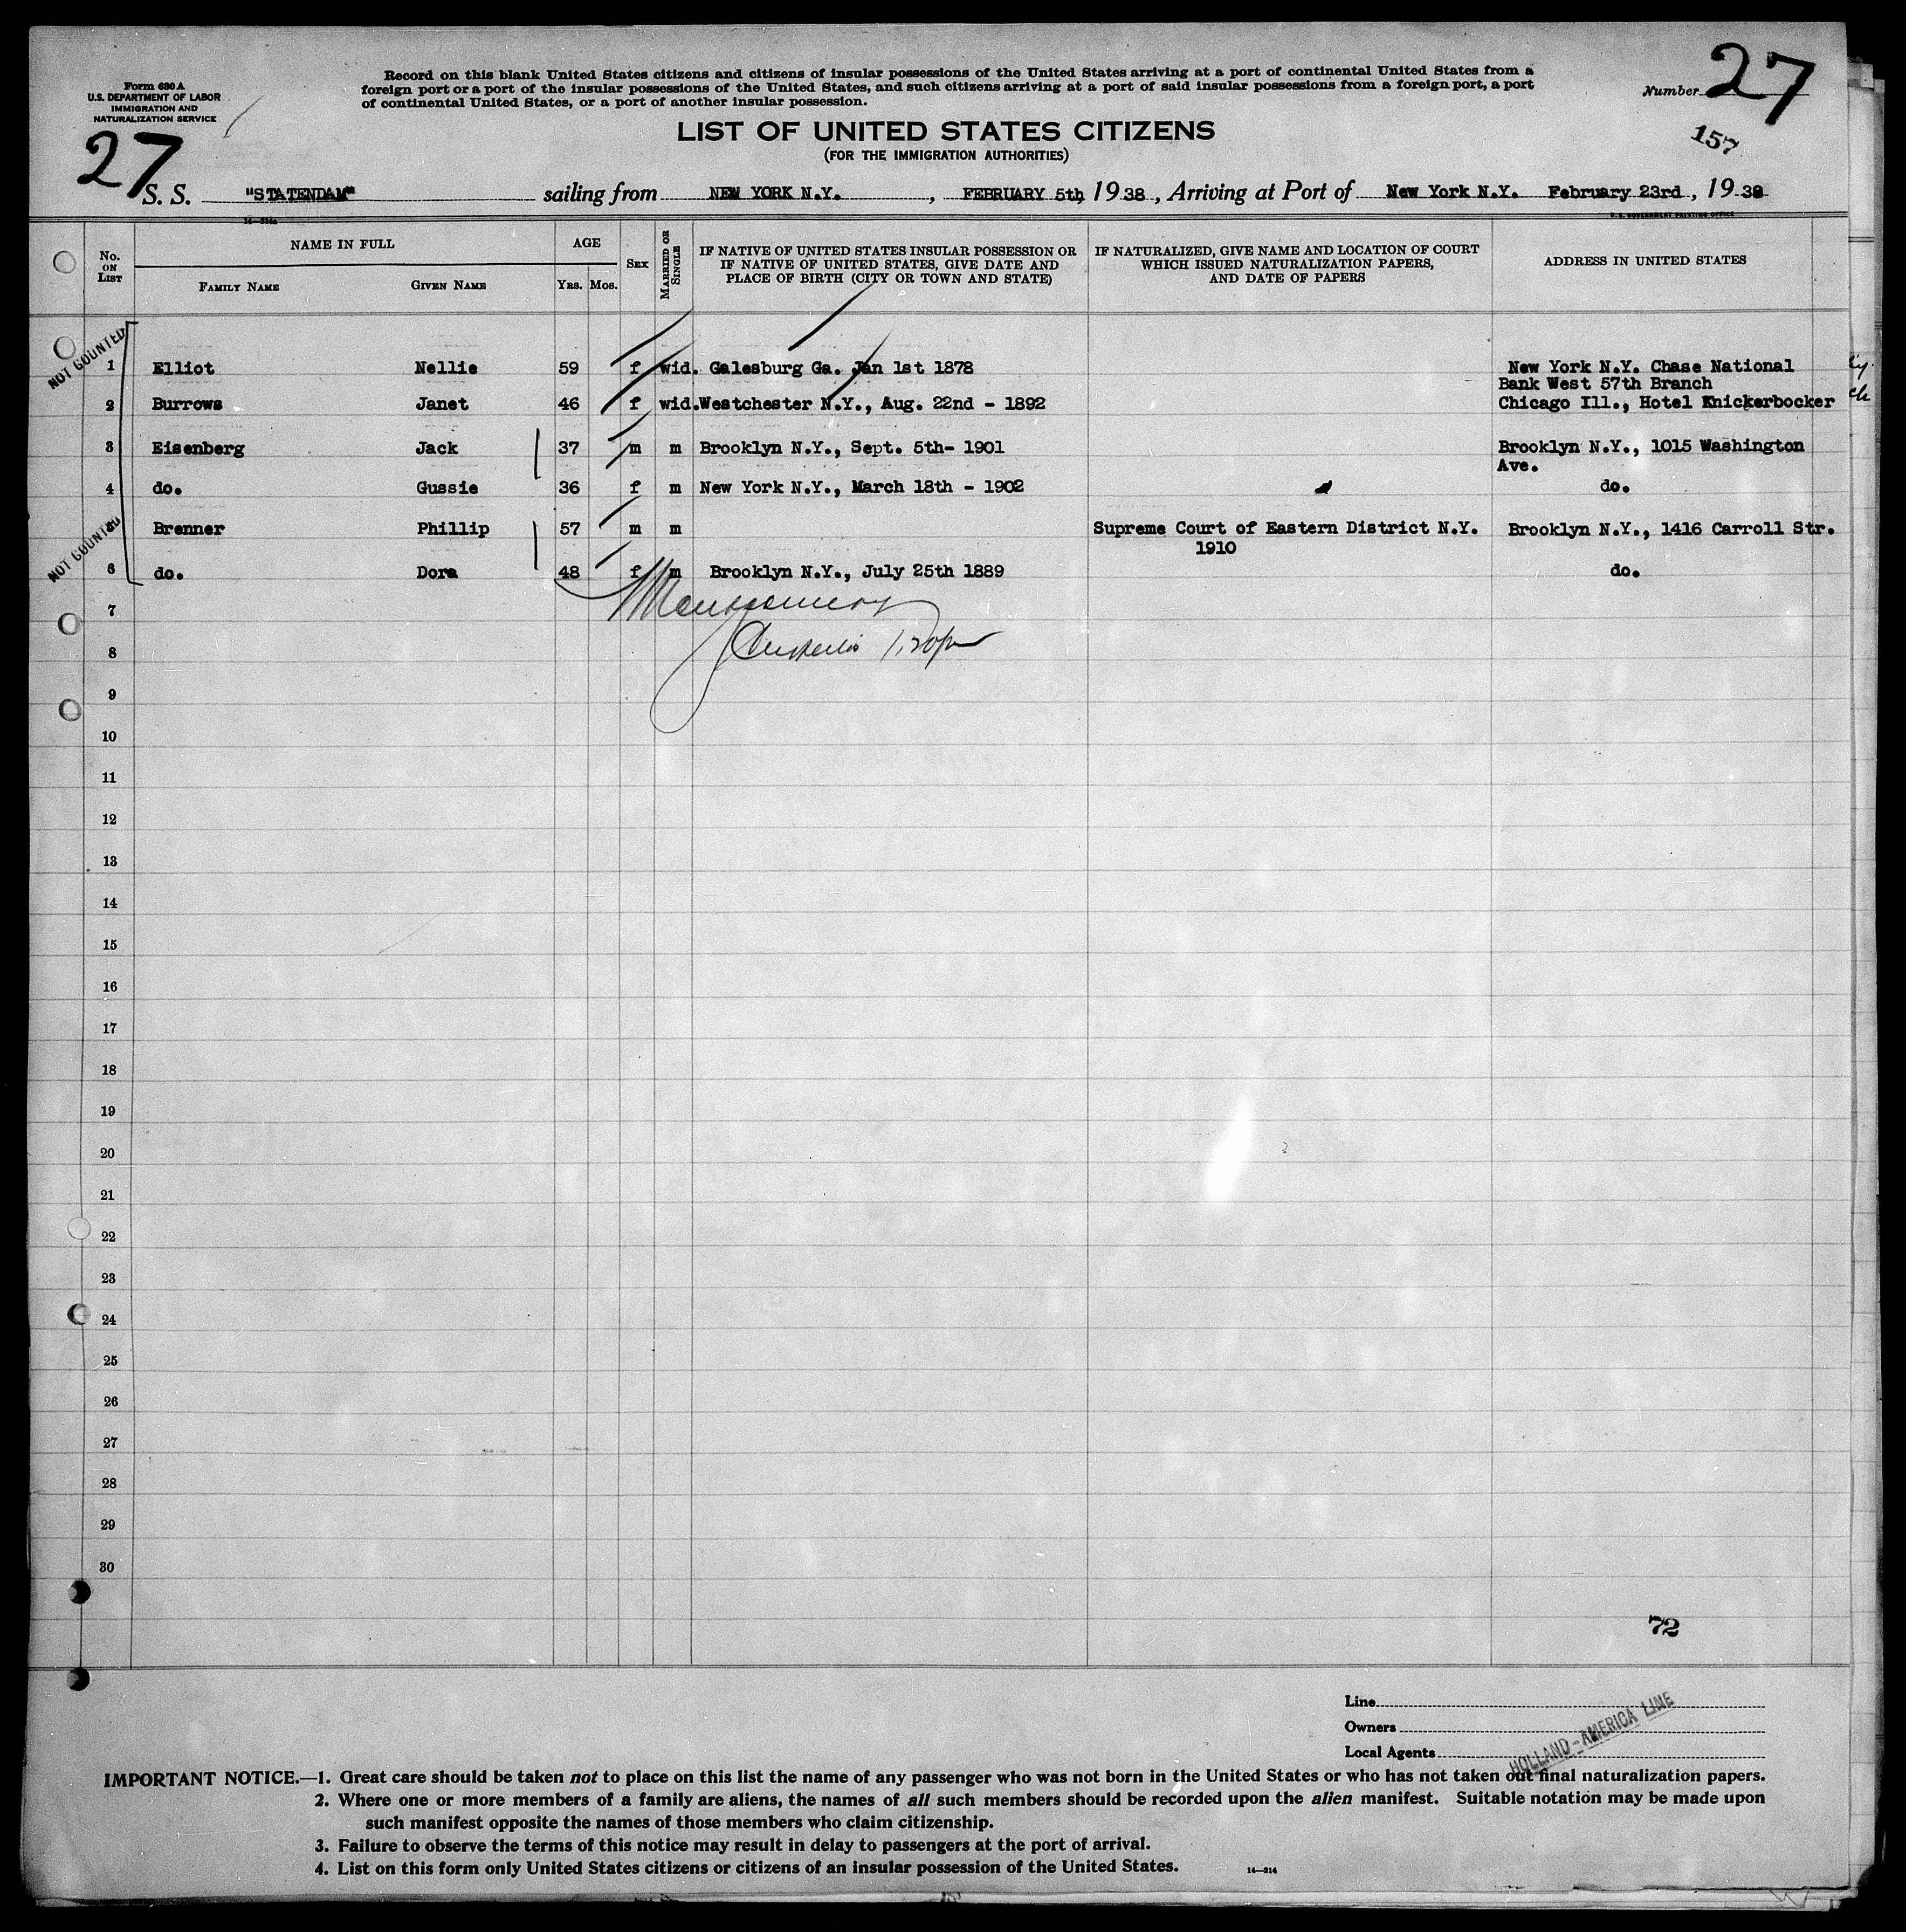 Form 630 A
U.S. DEPARTMENT OF LABOR
IMMIGRATION AND
NATURALIZATION SERVICE
27
Record on this blank United States citizens and citizens of insular possessions of the United States arriving at a port of continental United States from a
foreign port or a port of the insular possessions of the United States, and such citizens arriving at a port of said insular possessions from a foreign port, a port
of continental United States, or a port of another insular possession.
Number 27
157
LIST OF UNITED STATES CITIZENS
(FOR THE IMMIGRATION AUTHORITIES)
S. S. "STATENDAM" sailing from NEW YORK N.Y. , FEBRUARY 5th, 1938, Arriving at Port of New York N.Y. February 23rd, 1938
14-214a
U.S. GOVERNMENT PRINTING OFFICE
No. ON LIST
NAME IN FULL
FAMILY NAME GIVEN NAME
AGE
YRS. MOS.
SEX
MARRIED OR SINGLE
IF NATIVE OF UNITED STATES INSULAR POSSESSION OR
IF NATIVE OF UNITED STATES, GIVE DATE AND
PLACE OF BIRTH (CITY OR TOWN AND STATE)
IF NATURALIZED, GIVE NAME AND LOCATION OF COURT
WHICH ISSUED NATURALIZATION PAPERS,
AND DATE OF PAPERS
ADDRESS IN UNITED STATES
NOT COUNTED
1 Elliot Nellie 59 f wid. Galesburg Ga. Jan 1st 1878 New York N.Y. Chase National
Bank West 57th Branch
2 Burrows Janet 46 f wid. Westchester N.Y., Aug. 22nd - 1892 Chicago Ill., Hotel Knickerbocker
3 Eisenberg Jack 37 m m Brooklyn N.Y., Sept. 5th- 1901 Brooklyn N.Y., 1015 Washington
Ave.
4 do. Gussie 36 f m New York N.Y., March 18th - 1902 do.
NOT COUNTED
5 Brenner Phillip 57 m m Supreme Court of Eastern District N.Y. Brooklyn N.Y., 1416 Carroll Str.
1910
6 do. Dora 48 f m Brooklyn N.Y., July 25th 1889 do.
7
Montgomery
8
9
10
11
12
13
14
15
16
17
18
19
20
21
22
23
24
25
26
27
28
29
30
72
Line
Owners
Local Agents
HOLLAND-AMERICA LINE
IMPORTANT NOTICE.—1. Great care should be taken not to place on this list the name of any passenger who was not born in the United States or who has not taken out final naturalization papers.
2. Where one or more members of a family are aliens, the names of all such members should be recorded upon the alien manifest. Suitable notation may be made upon
such manifest opposite the names of those members who claim citizenship.
3. Failure to observe the terms of this notice may result in delay to passengers at the port of arrival.
4. List on this form only United States citizens or citizens of an insular possession of the United States.
14-214